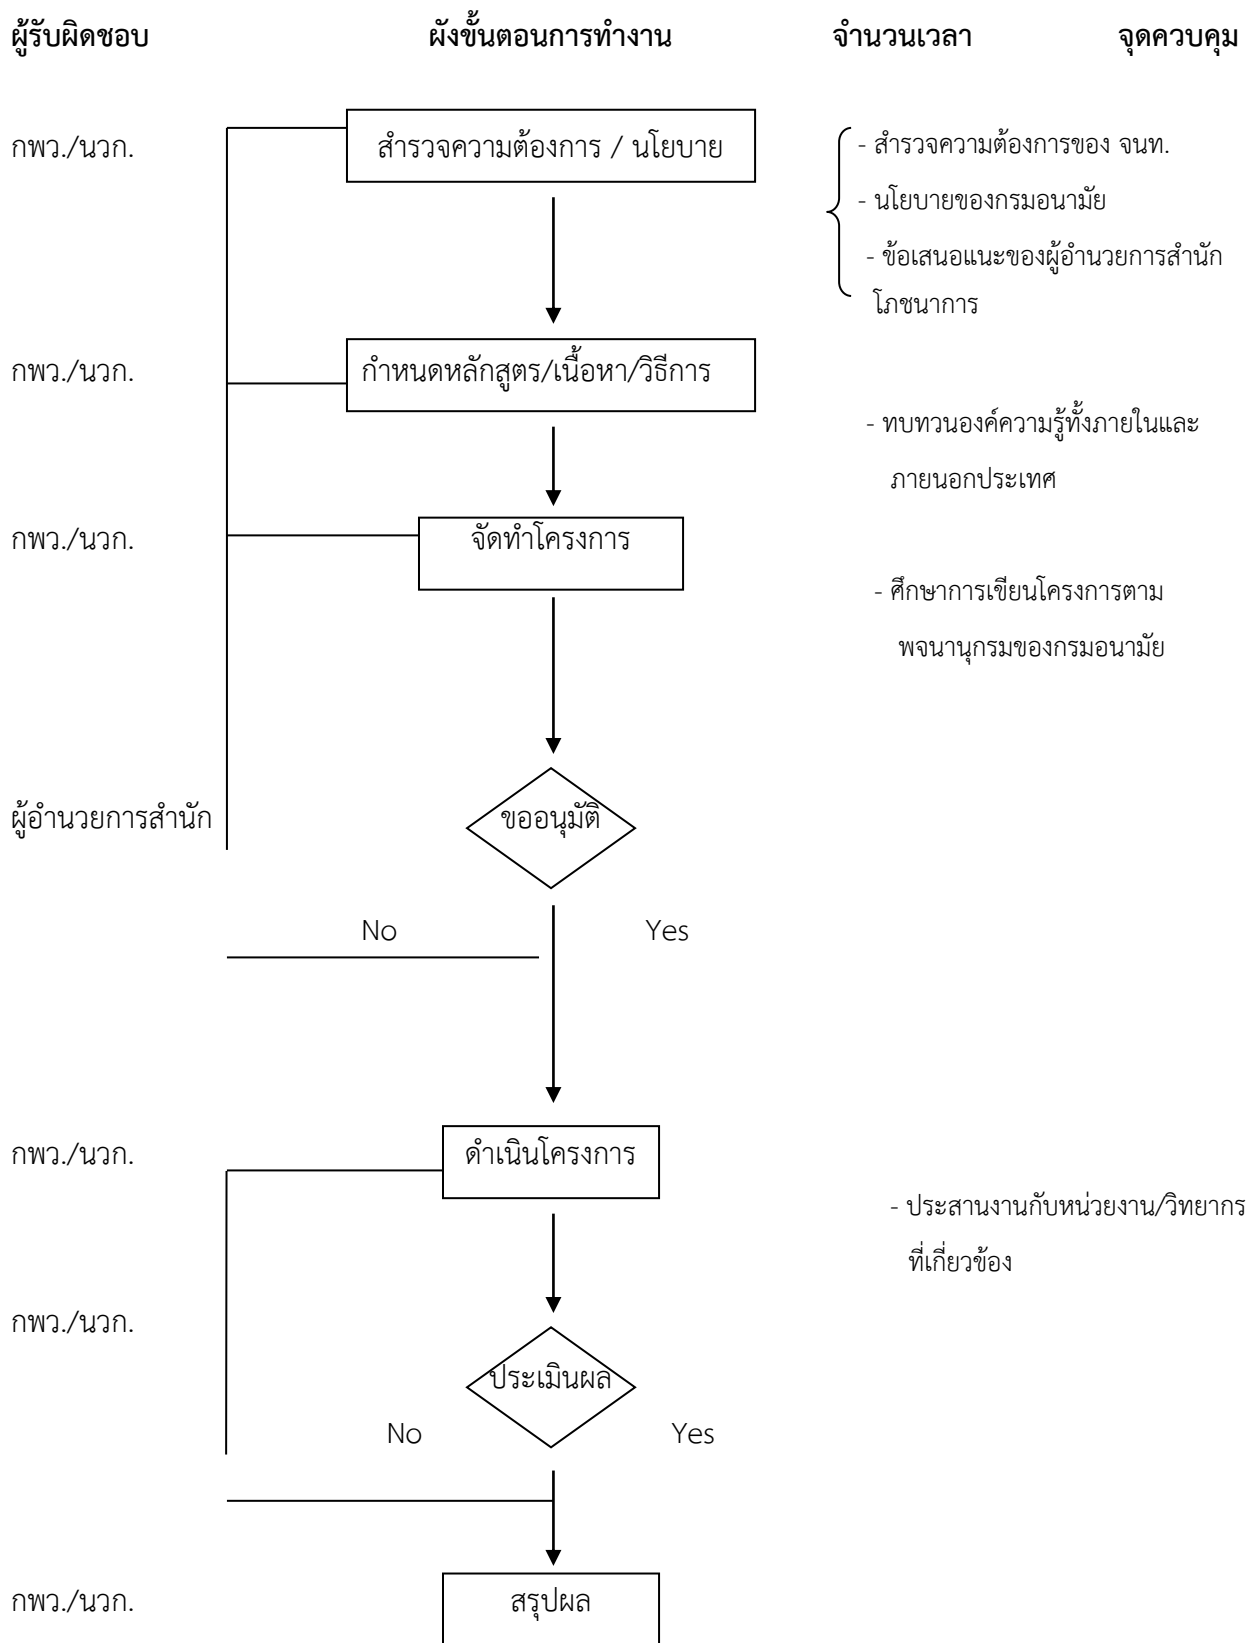 ผู้รับผิดชอบ ผังขั้นตอนการทำงาน จำนวนเวลา จุดควบคุม
กพว./นวก. สำรวจความต้องการ / นโยบาย - สำรวจความต้องการของ จนท.
- นโยบายของกรมอนามัย
- ข้อเสนอแนะของผู้อำนวยการสำนัก
โภชนาการ
กพว./นวก. กำหนดหลักสูตร/เนื้อหา/วิธีการ
- ทบทวนองค์ความรู้ทั้งภายในและ
ภายนอกประเทศ
กพว./นวก. จัดทำโครงการ
- ศึกษาการเขียนโครงการตาม
พจนานุกรมของกรมอนามัย
ผู้อำนวยการสำนัก ขออนุมัติ
No Yes
กพว./นวก. ดำเนินโครงการ
- ประสานงานกับหน่วยงาน/วิทยากร
ที่เกี่ยวข้อง
กพว./นวก.
ประเมินผล
No Yes
กพว./นวก. สรุปผล